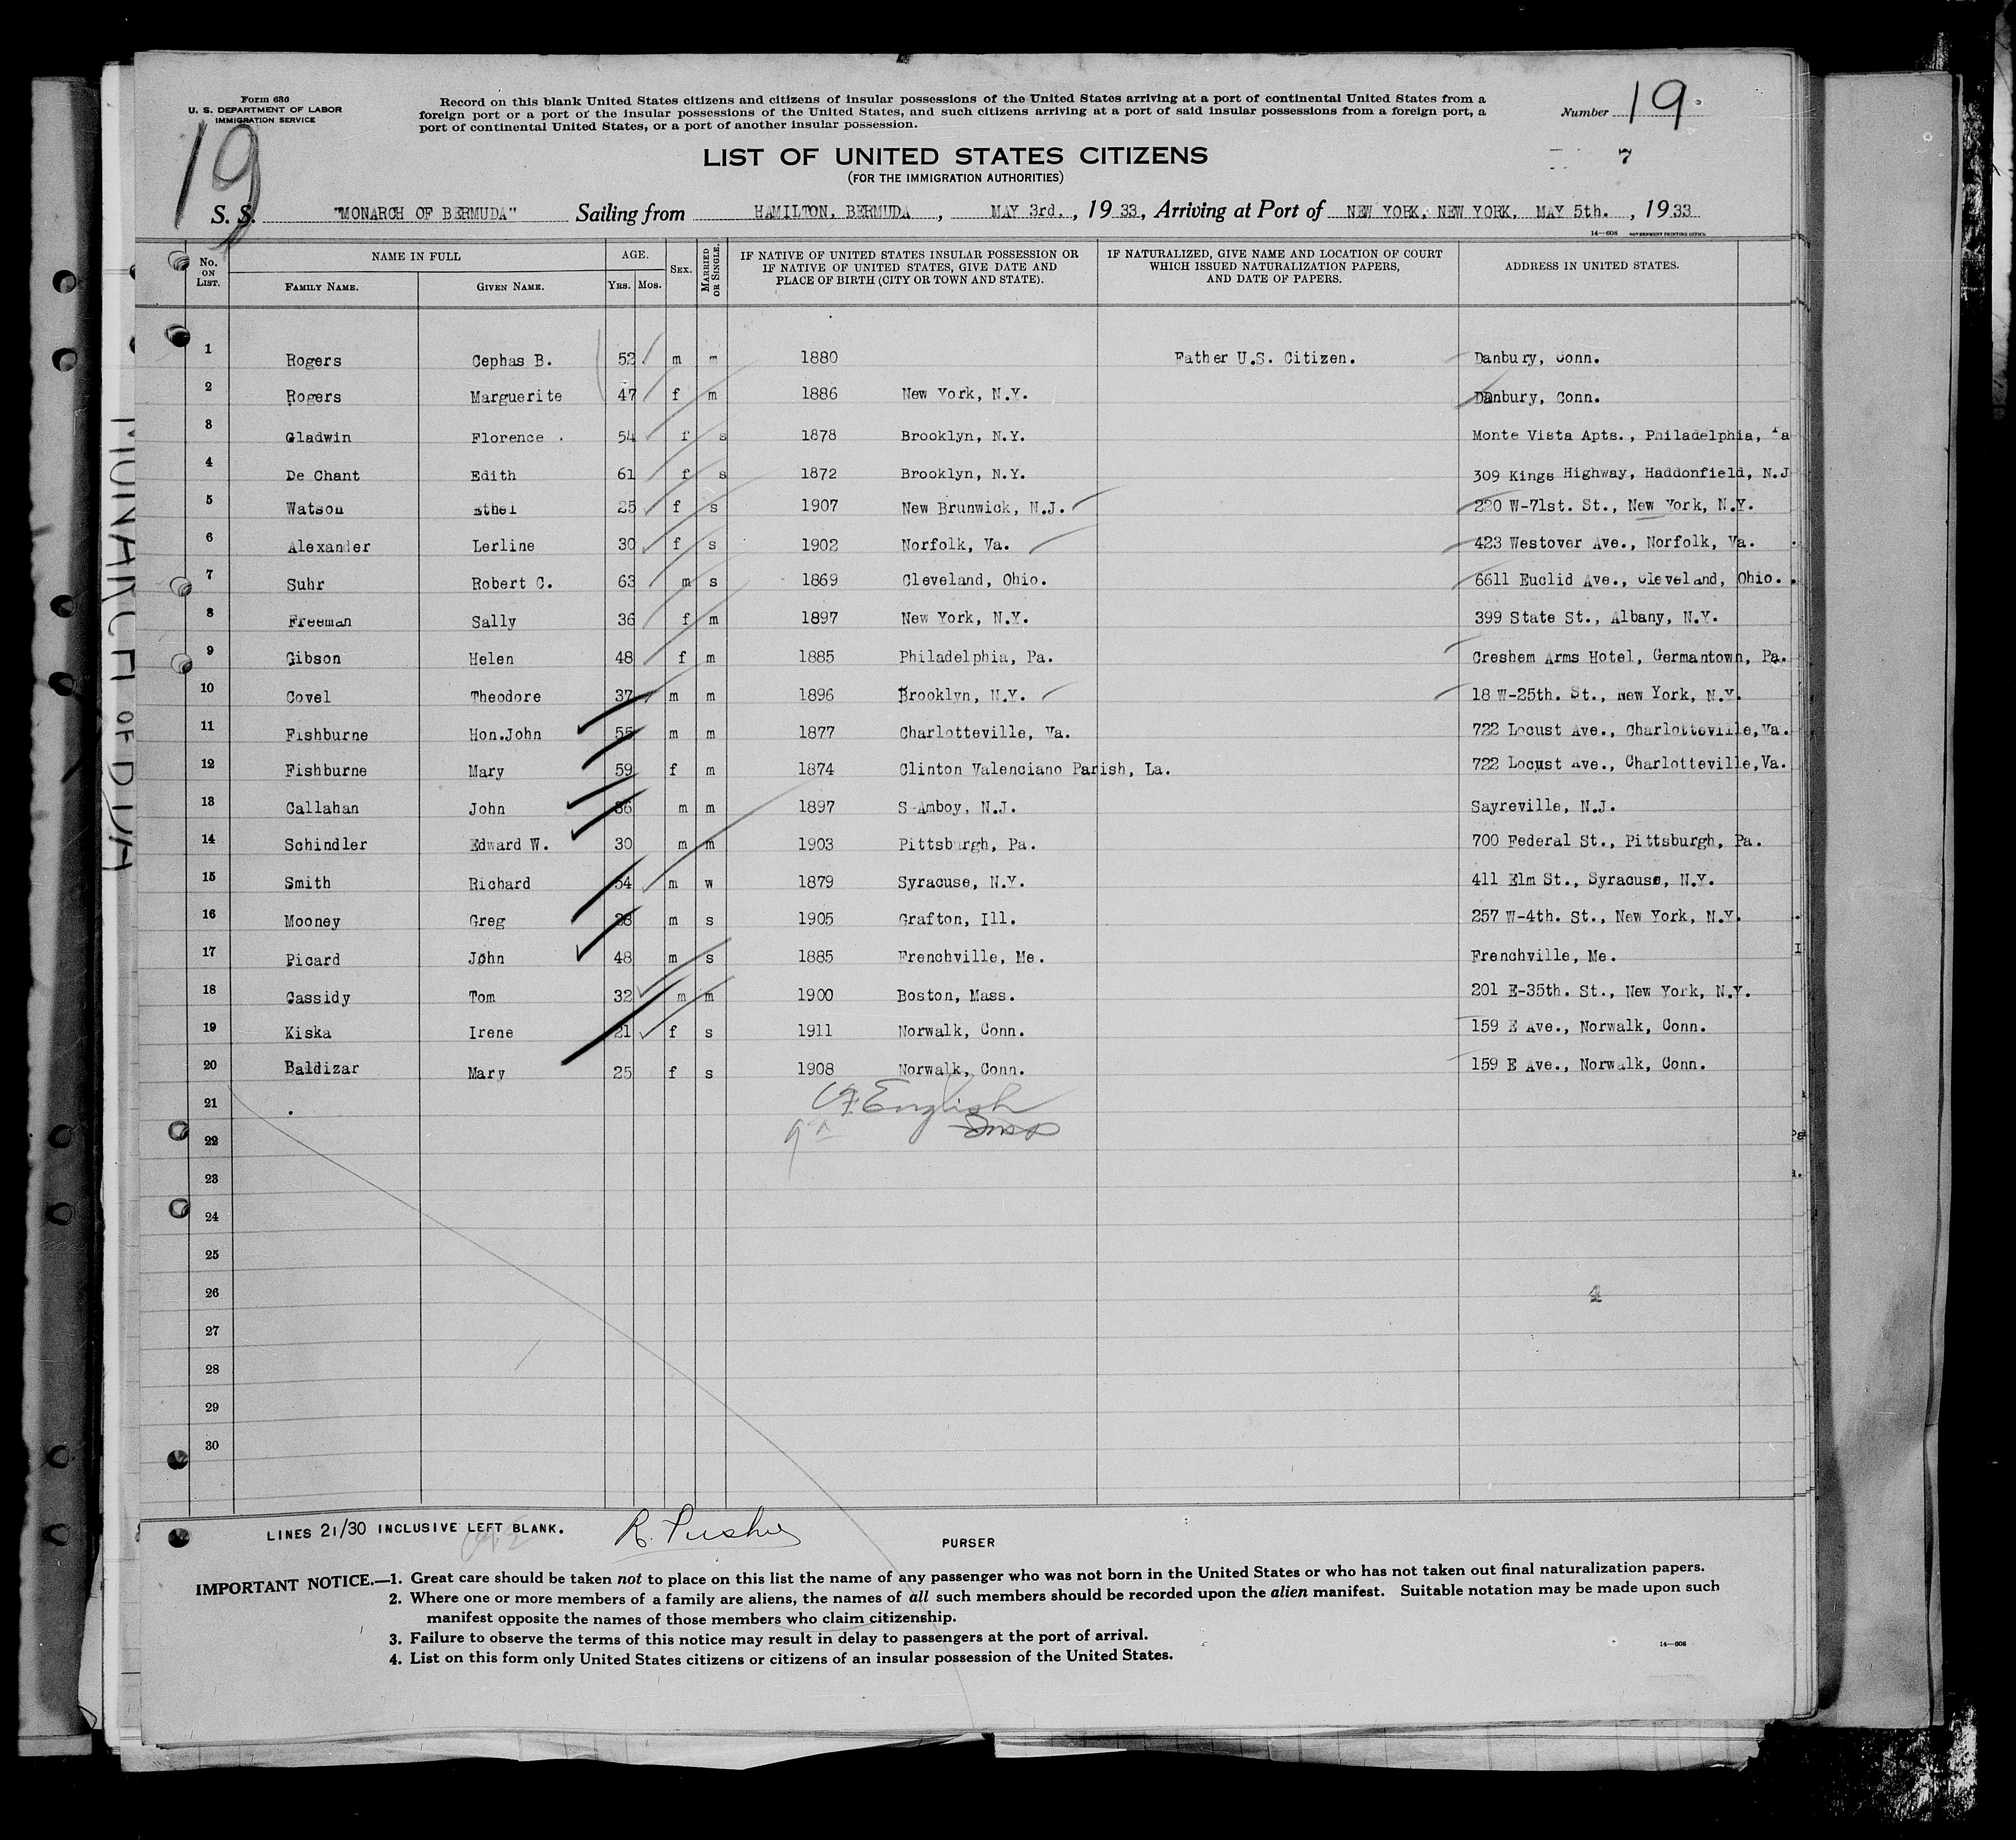 Form 630
U. S. DEPARTMENT OF LABOR
IMMIGRATION SERVICE
19
Record on this blank United States citizens and citizens of insular possessions of the United States arriving at a port of continental United States from a
foreign port or a port of the insular possessions of the United States, and such citizens arriving at a port of said insular possessions from a foreign port, a
port of continental United States, or a port of another insular possession.
Number 19
7
LIST OF UNITED STATES CITIZENS
(FOR THE IMMIGRATION AUTHORITIES)
S. S. "MONARCH OF BERMUDA" Sailing from HAMILTON, BERMUDA , MAY 3rd. , 19 33, Arriving at Port of NEW YORK, NEW YORK, MAY 5th. , 19 33
14—608 GOVERNMENT PRINTING OFFICE
No. ON LIST. NAME IN FULL AGE. SEX. MARRIED OR SINGLE. IF NATIVE OF UNITED STATES INSULAR POSSESSION OR IF NATIVE OF UNITED STATES, GIVE DATE AND PLACE OF BIRTH (CITY OR TOWN AND STATE). IF NATURALIZED, GIVE NAME AND LOCATION OF COURT WHICH ISSUED NATURALIZATION PAPERS, AND DATE OF PAPERS. ADDRESS IN UNITED STATES.
FAMILY NAME. GIVEN NAME. YRS. MOS.
1 Rogers Cephas B. 52 m m 1880 Father U.S. Citizen. Danbury, Conn.
2 Rogers Marguerite 47 f m 1886 New York, N.Y. Danbury, Conn.
3 Gladwin Florence . 54 f s 1878 Brooklyn, N.Y. Monte Vista Apts., Philadelphia, Pa
4 De Chant Edith 61 f s 1872 Brooklyn, N.Y. 309 Kings Highway, Haddonfield, N.J
5 Watson Ethel 25 f s 1907 New Brunwick, N.J. 220 W-71st. St., New York, N.Y.
6 Alexander Lerline 30 f s 1902 Norfolk, Va. 423 Westover Ave., Norfolk, Va.
7 Suhr Robert C. 63 m s 1869 Cleveland, Ohio. 6611 Euclid Ave., Cleveland, Ohio.
8 Freeman Sally 36 f m 1897 New York, N.Y. 399 State St., Albany, N.Y.
9 Gibson Helen 48 f m 1885 Philadelphia, Pa. Creshem Arms Hotel, Germantown, Pa.
10 Covel Theodore 37 m m 1896 Brooklyn, N.Y. 18 W-25th. St., New York, N.Y.
11 Fishburne Hon.John 55 m m 1877 Charlotteville, Va. 722 Locust Ave., Charlotteville,Va.
12 Fishburne Mary 59 f m 1874 Clinton Valenciano Parish, La. 722 Locust Ave., Charlotteville,Va.
13 Callahan John 36 m m 1897 S-Amboy, N.J. Sayreville, N.J.
14 Schindler Edward W. 30 m m 1903 Pittsburgh, Pa. 700 Federal St., Pittsburgh, Pa.
15 Smith Richard 54 m w 1879 Syracuse, N.Y. 411 Elm St., Syracuse, N.Y.
16 Mooney Greg 28 m s 1905 Grafton, Ill. 257 W-4th. St., New York, N.Y.
17 Picard John 48 m s 1885 Frenchville, Me. Frenchville, Me.
18 Cassidy Tom 32 m m 1900 Boston, Mass. 201 E-35th. St., New York, N.Y.
19 Kiska Irene 21 f s 1911 Norwalk, Conn. 159 E Ave., Norwalk, Conn.
20 Baldizar Mary 25 f s 1908 Norwalk, Conn. 159 E Ave., Norwalk, Conn.
21 English
22
23
24
25
26 4
27
28
29
30
LINES 21/30 INCLUSIVE LEFT BLANK.
PURSER
IMPORTANT NOTICE.—1. Great care should be taken not to place on this list the name of any passenger who was not born in the United States or who has not taken out final naturalization papers.
2. Where one or more members of a family are aliens, the names of all such members should be recorded upon the alien manifest. Suitable notation may be made upon such
manifest opposite the names of those members who claim citizenship.
3. Failure to observe the terms of this notice may result in delay to passengers at the port of arrival.
4. List on this form only United States citizens or citizens of an insular possession of the United States.
14—608